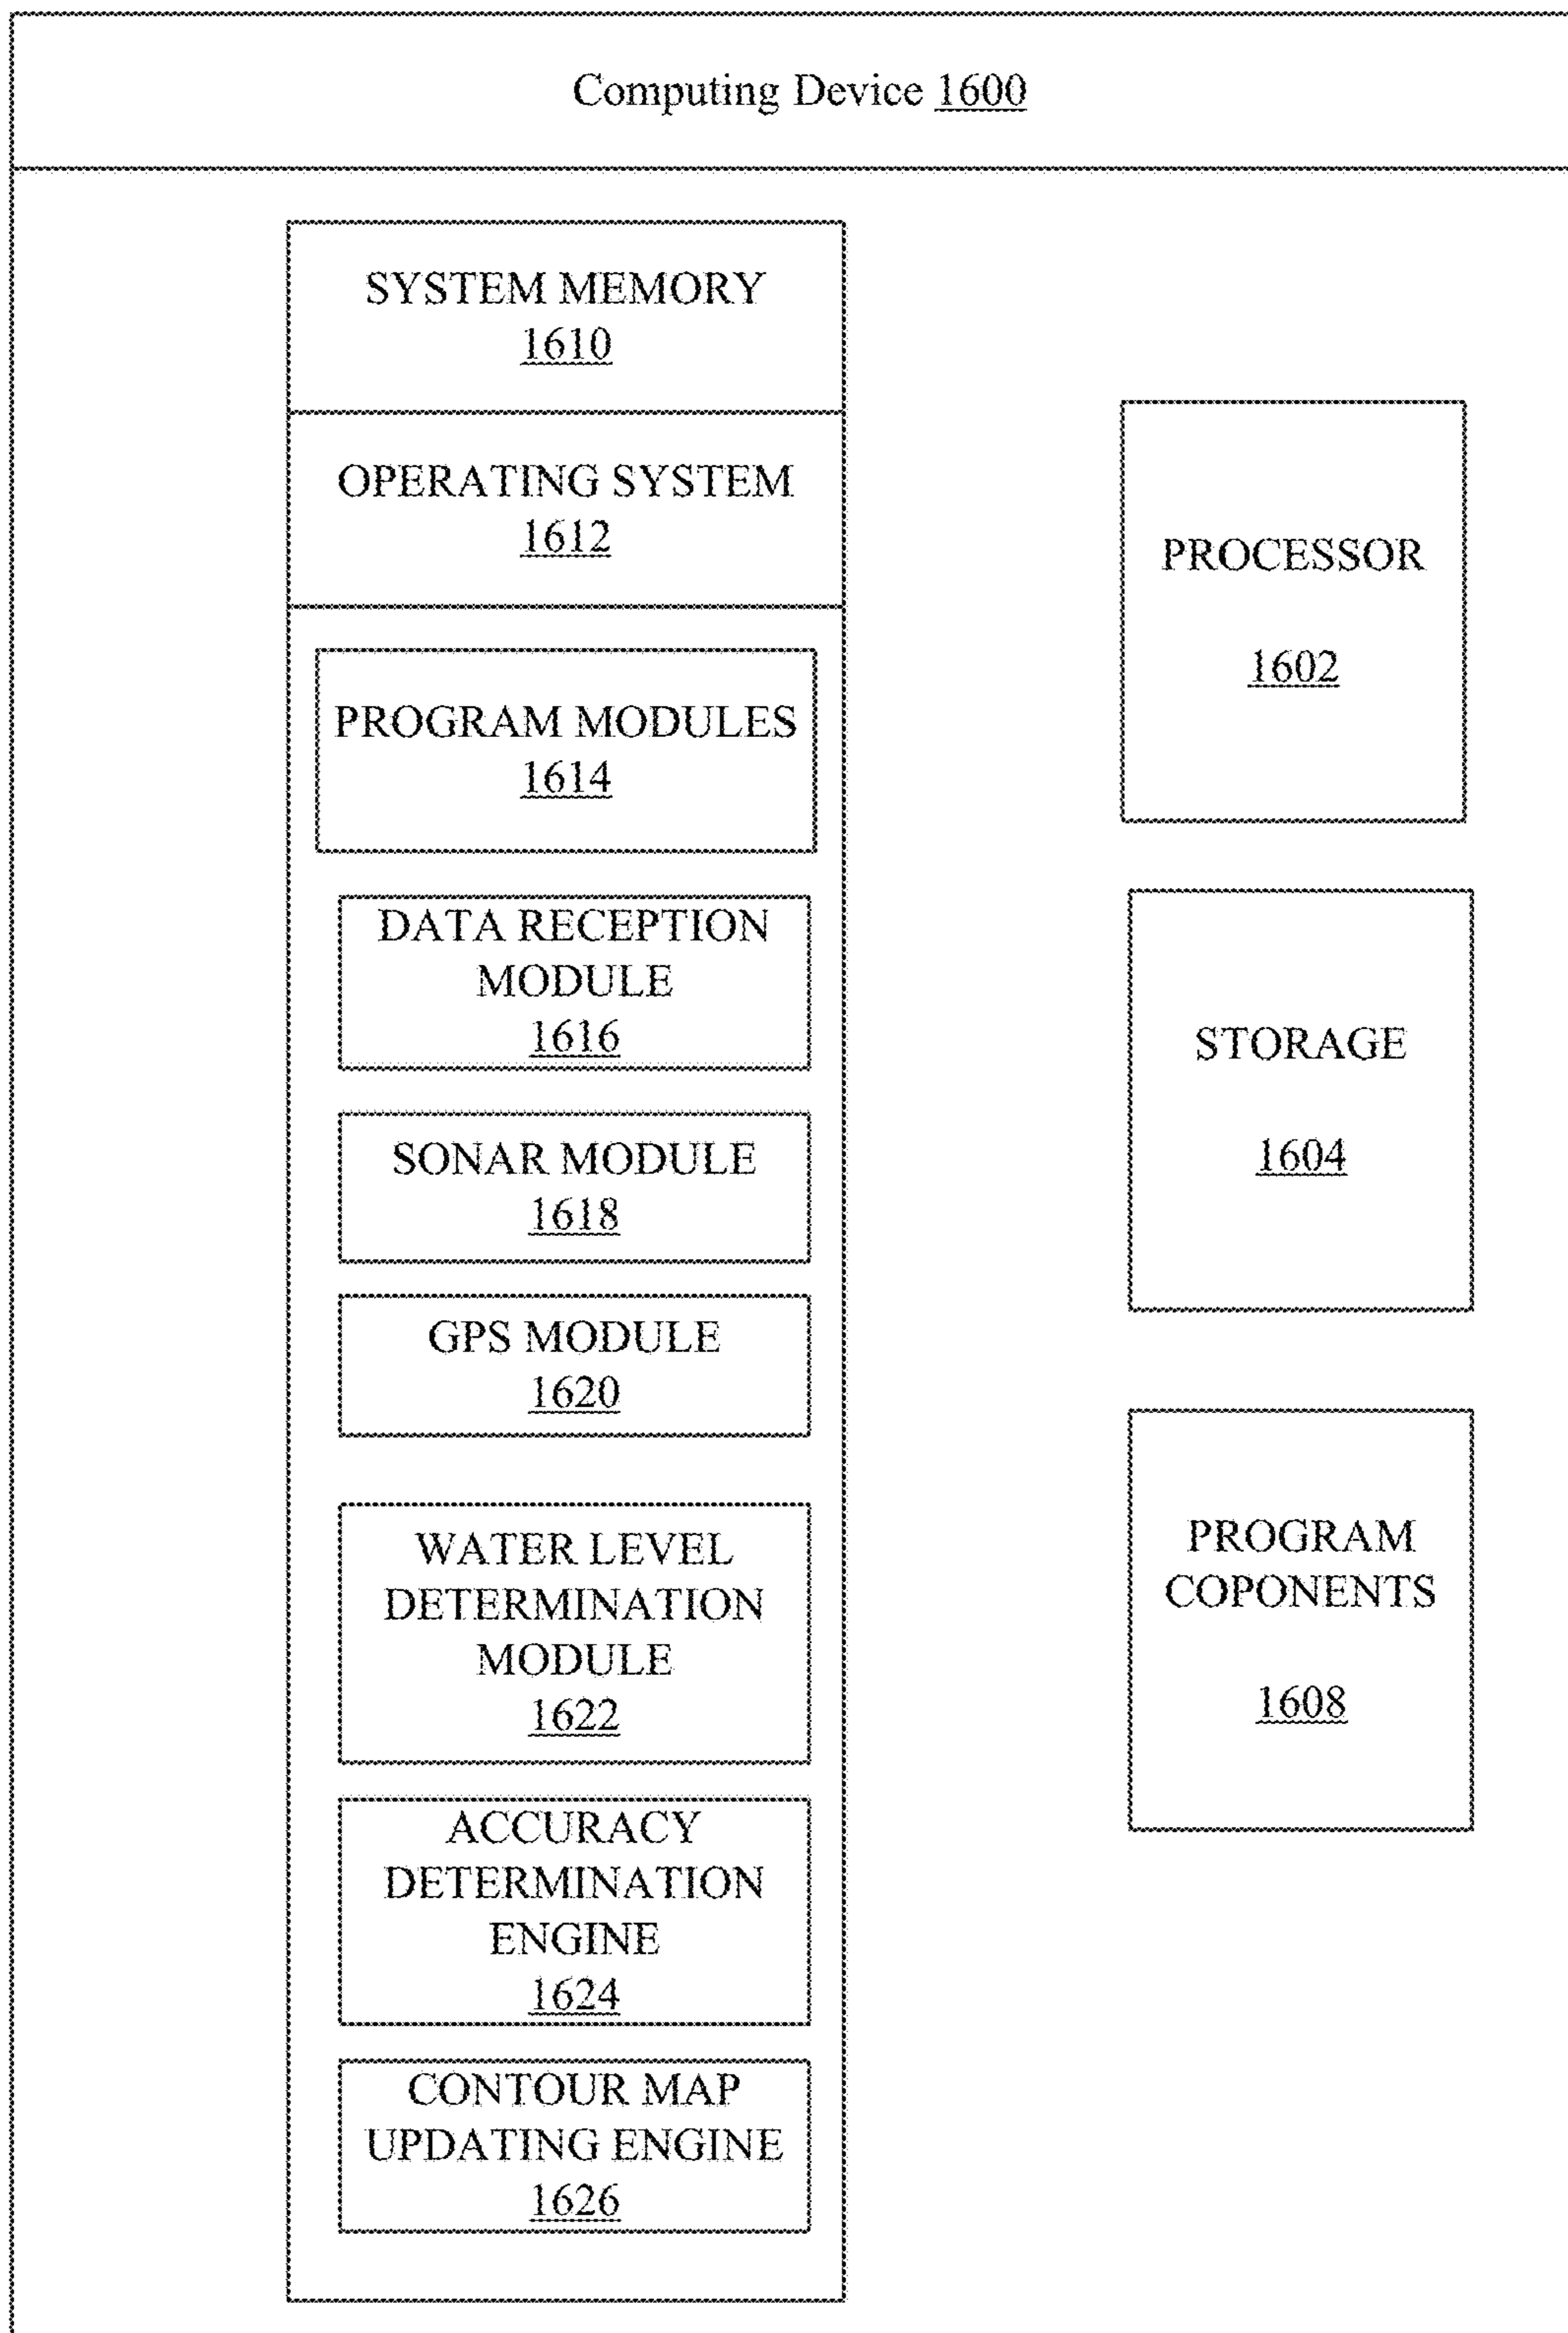 Computing Device 1600
SYSTEM MEMORY
1610
OPERATING SYSTEM
1612
PROGRAM MODULES
1614
DATA RECEPTION
MODULE
1616
SONAR MODULE
1618
GPS MODULE
1620
WATER LEVEL
DETERMINATION
MODULE
1622
ACCURACY
DETERMINATION
ENGINE
1624
CONTOUR MAP
UPDATING ENGINE
1626
PROCESSOR
1602
STORAGE
1604
PROGRAM
COPONENTS
1608